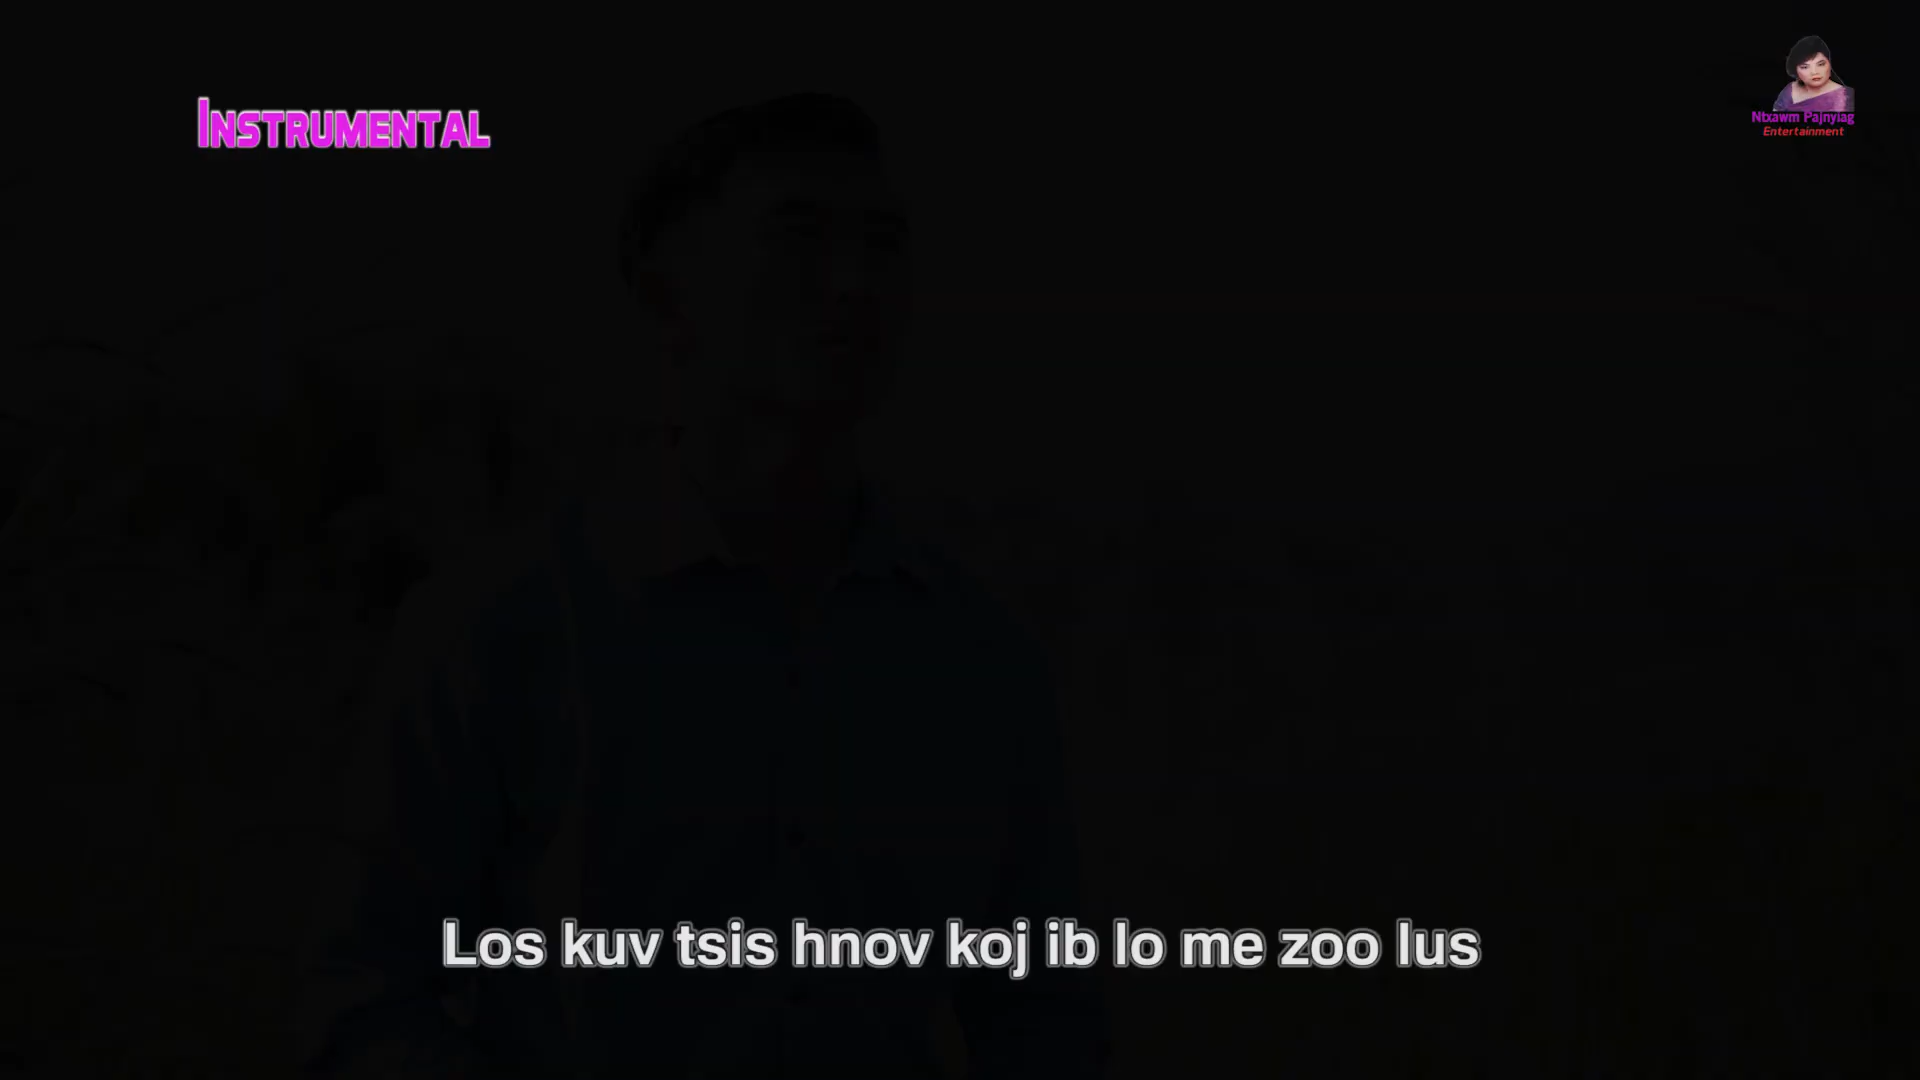 Instrumental
Ntxawm Pajnyiag
Entertainment
Los kuv tsis hnov koj ib lo me zoo lus